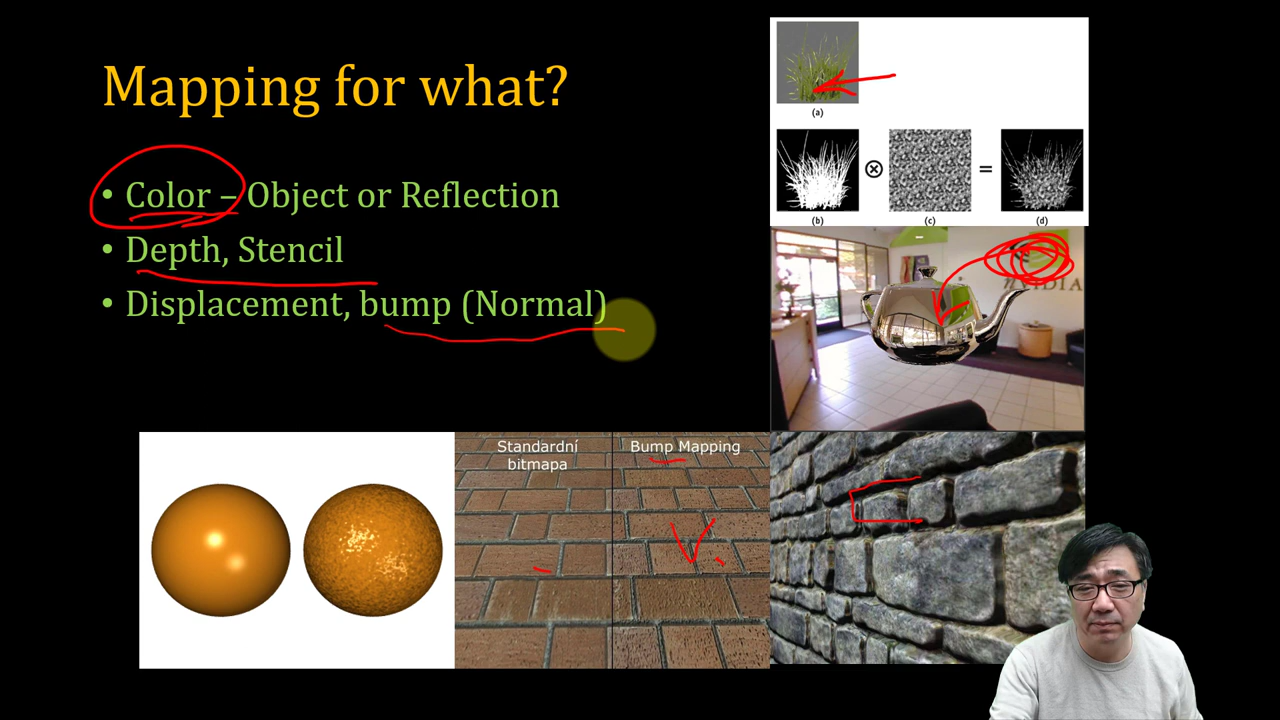 Mapping for what?
• Color – Object or Reflection
• Depth, Stencil
• Displacement, bump (Normal)
(a)
⊗ =
(b) (c) (d)
Standardní
bitmapa
Bump Mapping